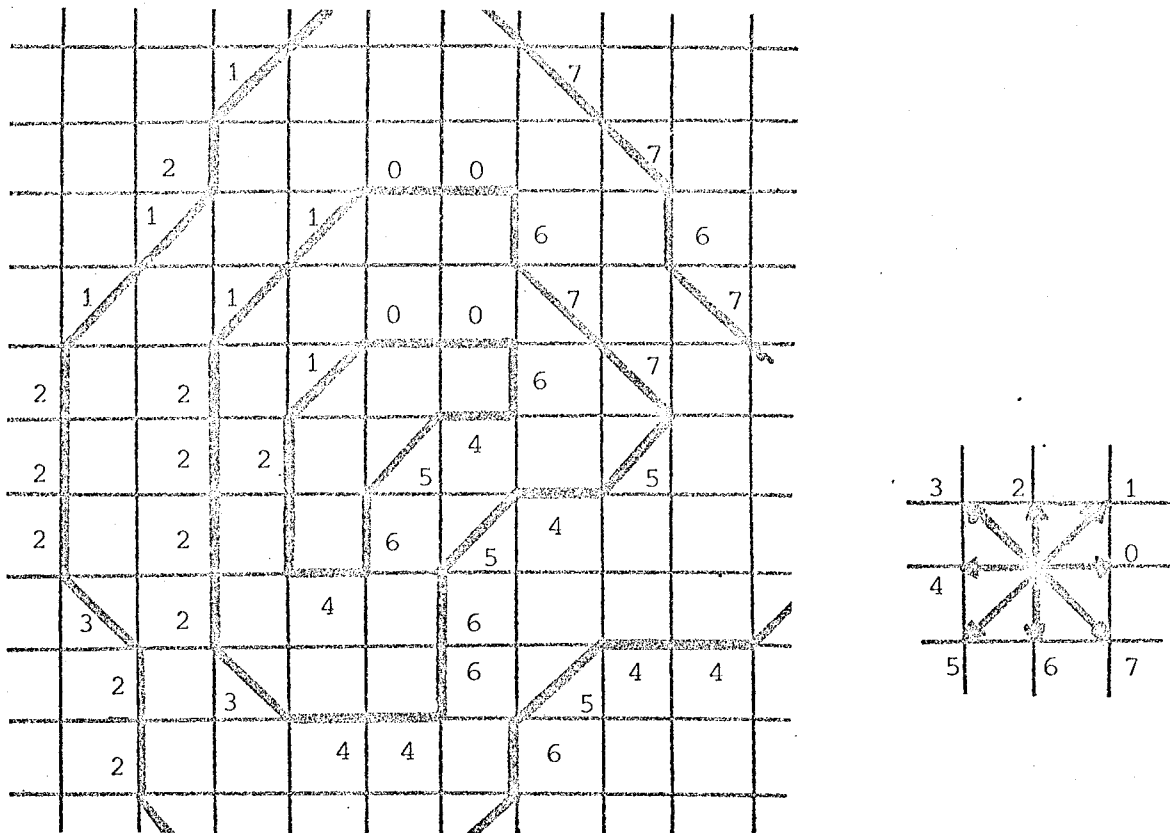 1 7
2 0 0 7
1 1 6 6
1 1 0 0 7 7
2 2 1 6 7
2 2 2 5 4 5
2 2 6 5 4
3 2 4 6
2 3 6 5 4 4
2 4 4 6
3 2 1
4 0
5 6 7